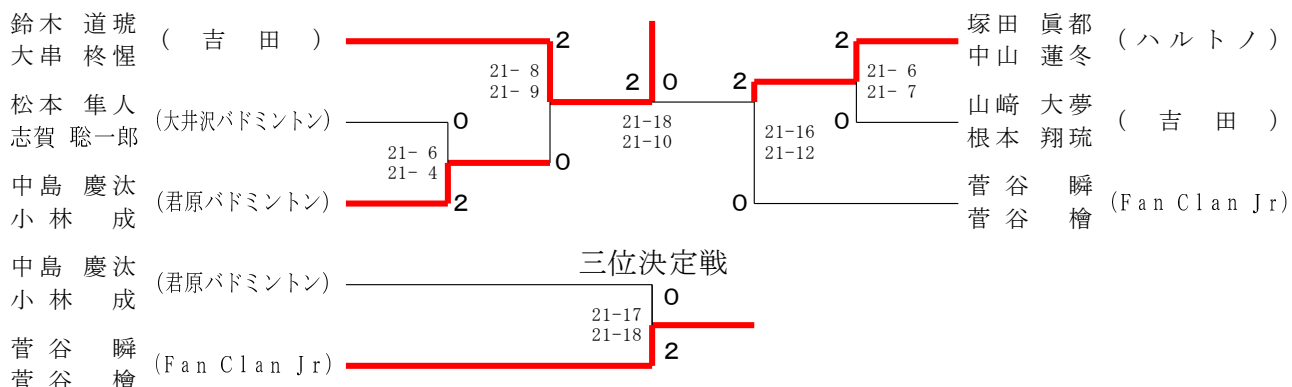 鈴木 道琥
大串 柊惺
( 吉 田 )
2
21- 8
21- 9
松本 隼人
志賀 聡一郎
(大井沢バドミントン)
0
21- 6
21- 4
0
中島 慶汰
小林 成
(君原バドミントン)
2
2 0
21-18
21-10
塚田 眞都
中山 蓮冬
(ハルトノ)
2
21- 6
21- 7
2
山﨑 大夢
根本 翔琉
( 吉 田 )
0
21-16
21-12
菅谷 瞬
菅谷 檜
(Fan Clan Jr)
0
三位決定戦
中島 慶汰
小林 成
(君原バドミントン)
0
21-17
21-18
菅谷 瞬
菅谷 檜
(Fan Clan Jr)
2